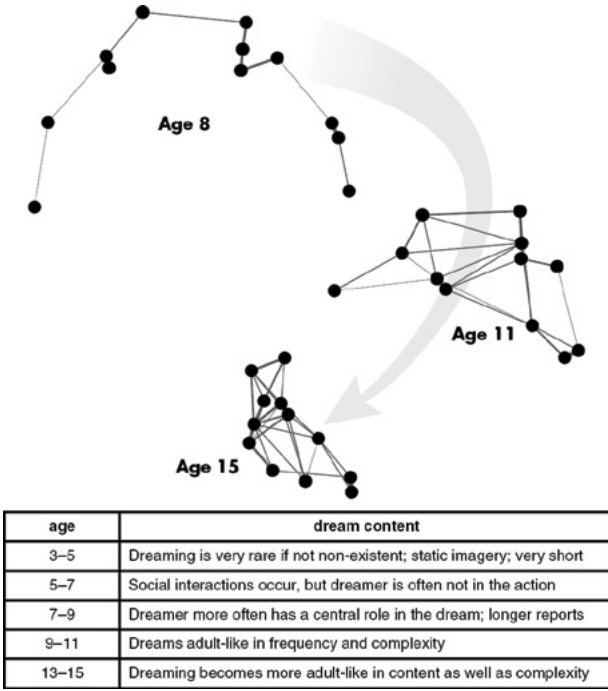 Age 8
Age 11
Age 15
age dream content
3–5 Dreaming is very rare if not non-existent; static imagery; very short
5–7 Social interactions occur, but dreamer is often not in the action
7–9 Dreamer more often has a central role in the dream; longer reports
9–11 Dreams adult-like in frequency and complexity
13–15 Dreaming becomes more adult-like in content as well as complexity